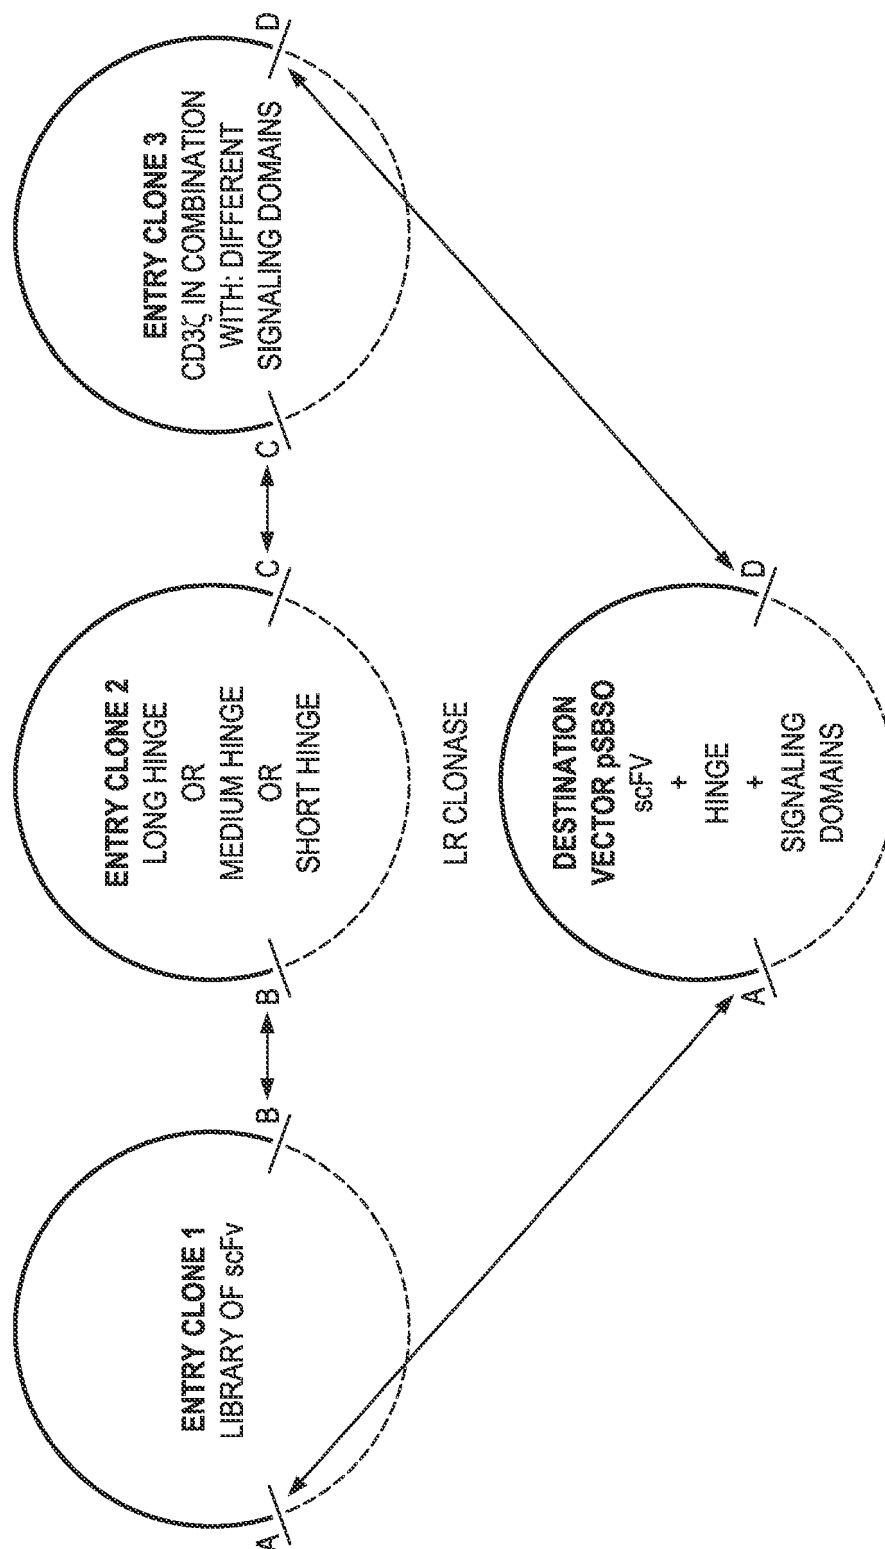 ENTRY CLONE 1
LIBRARY OF scFv
A
B
ENTRY CLONE 2
LONG HINGE
OR
MEDIUM HINGE
OR
SHORT HINGE
B
C
ENTRY CLONE 3
CD3ζ IN COMBINATION
WITH: DIFFERENT
SIGNALING DOMAINS
C
D
LR CLONASE
DESTINATION
VECTOR pSBSO
scFV
+
HINGE
+
SIGNALING
DOMAINS
A
D